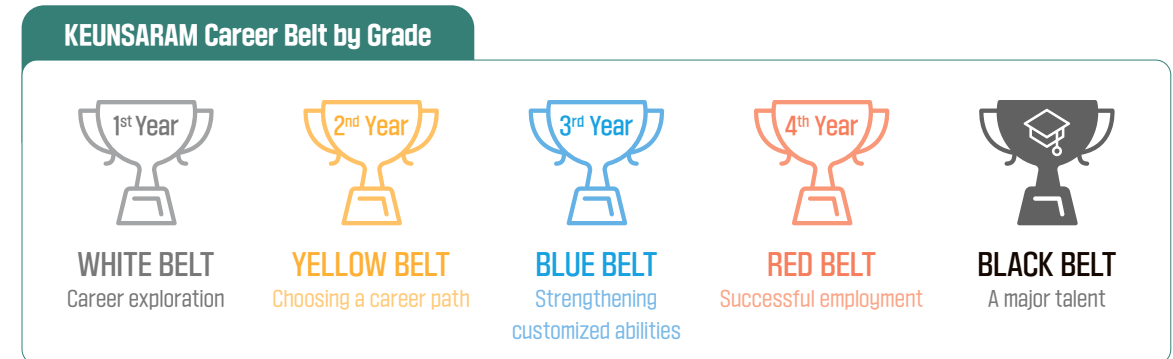 KEUNSARAM Career Belt by Grade
1st Year
2nd Year
3rd Year
4th Year
WHITE BELT
Career exploration
YELLOW BELT
Choosing a career path
BLUE BELT
Strengthening
customized abilities
RED BELT
Successful employment
BLACK BELT
A major talent